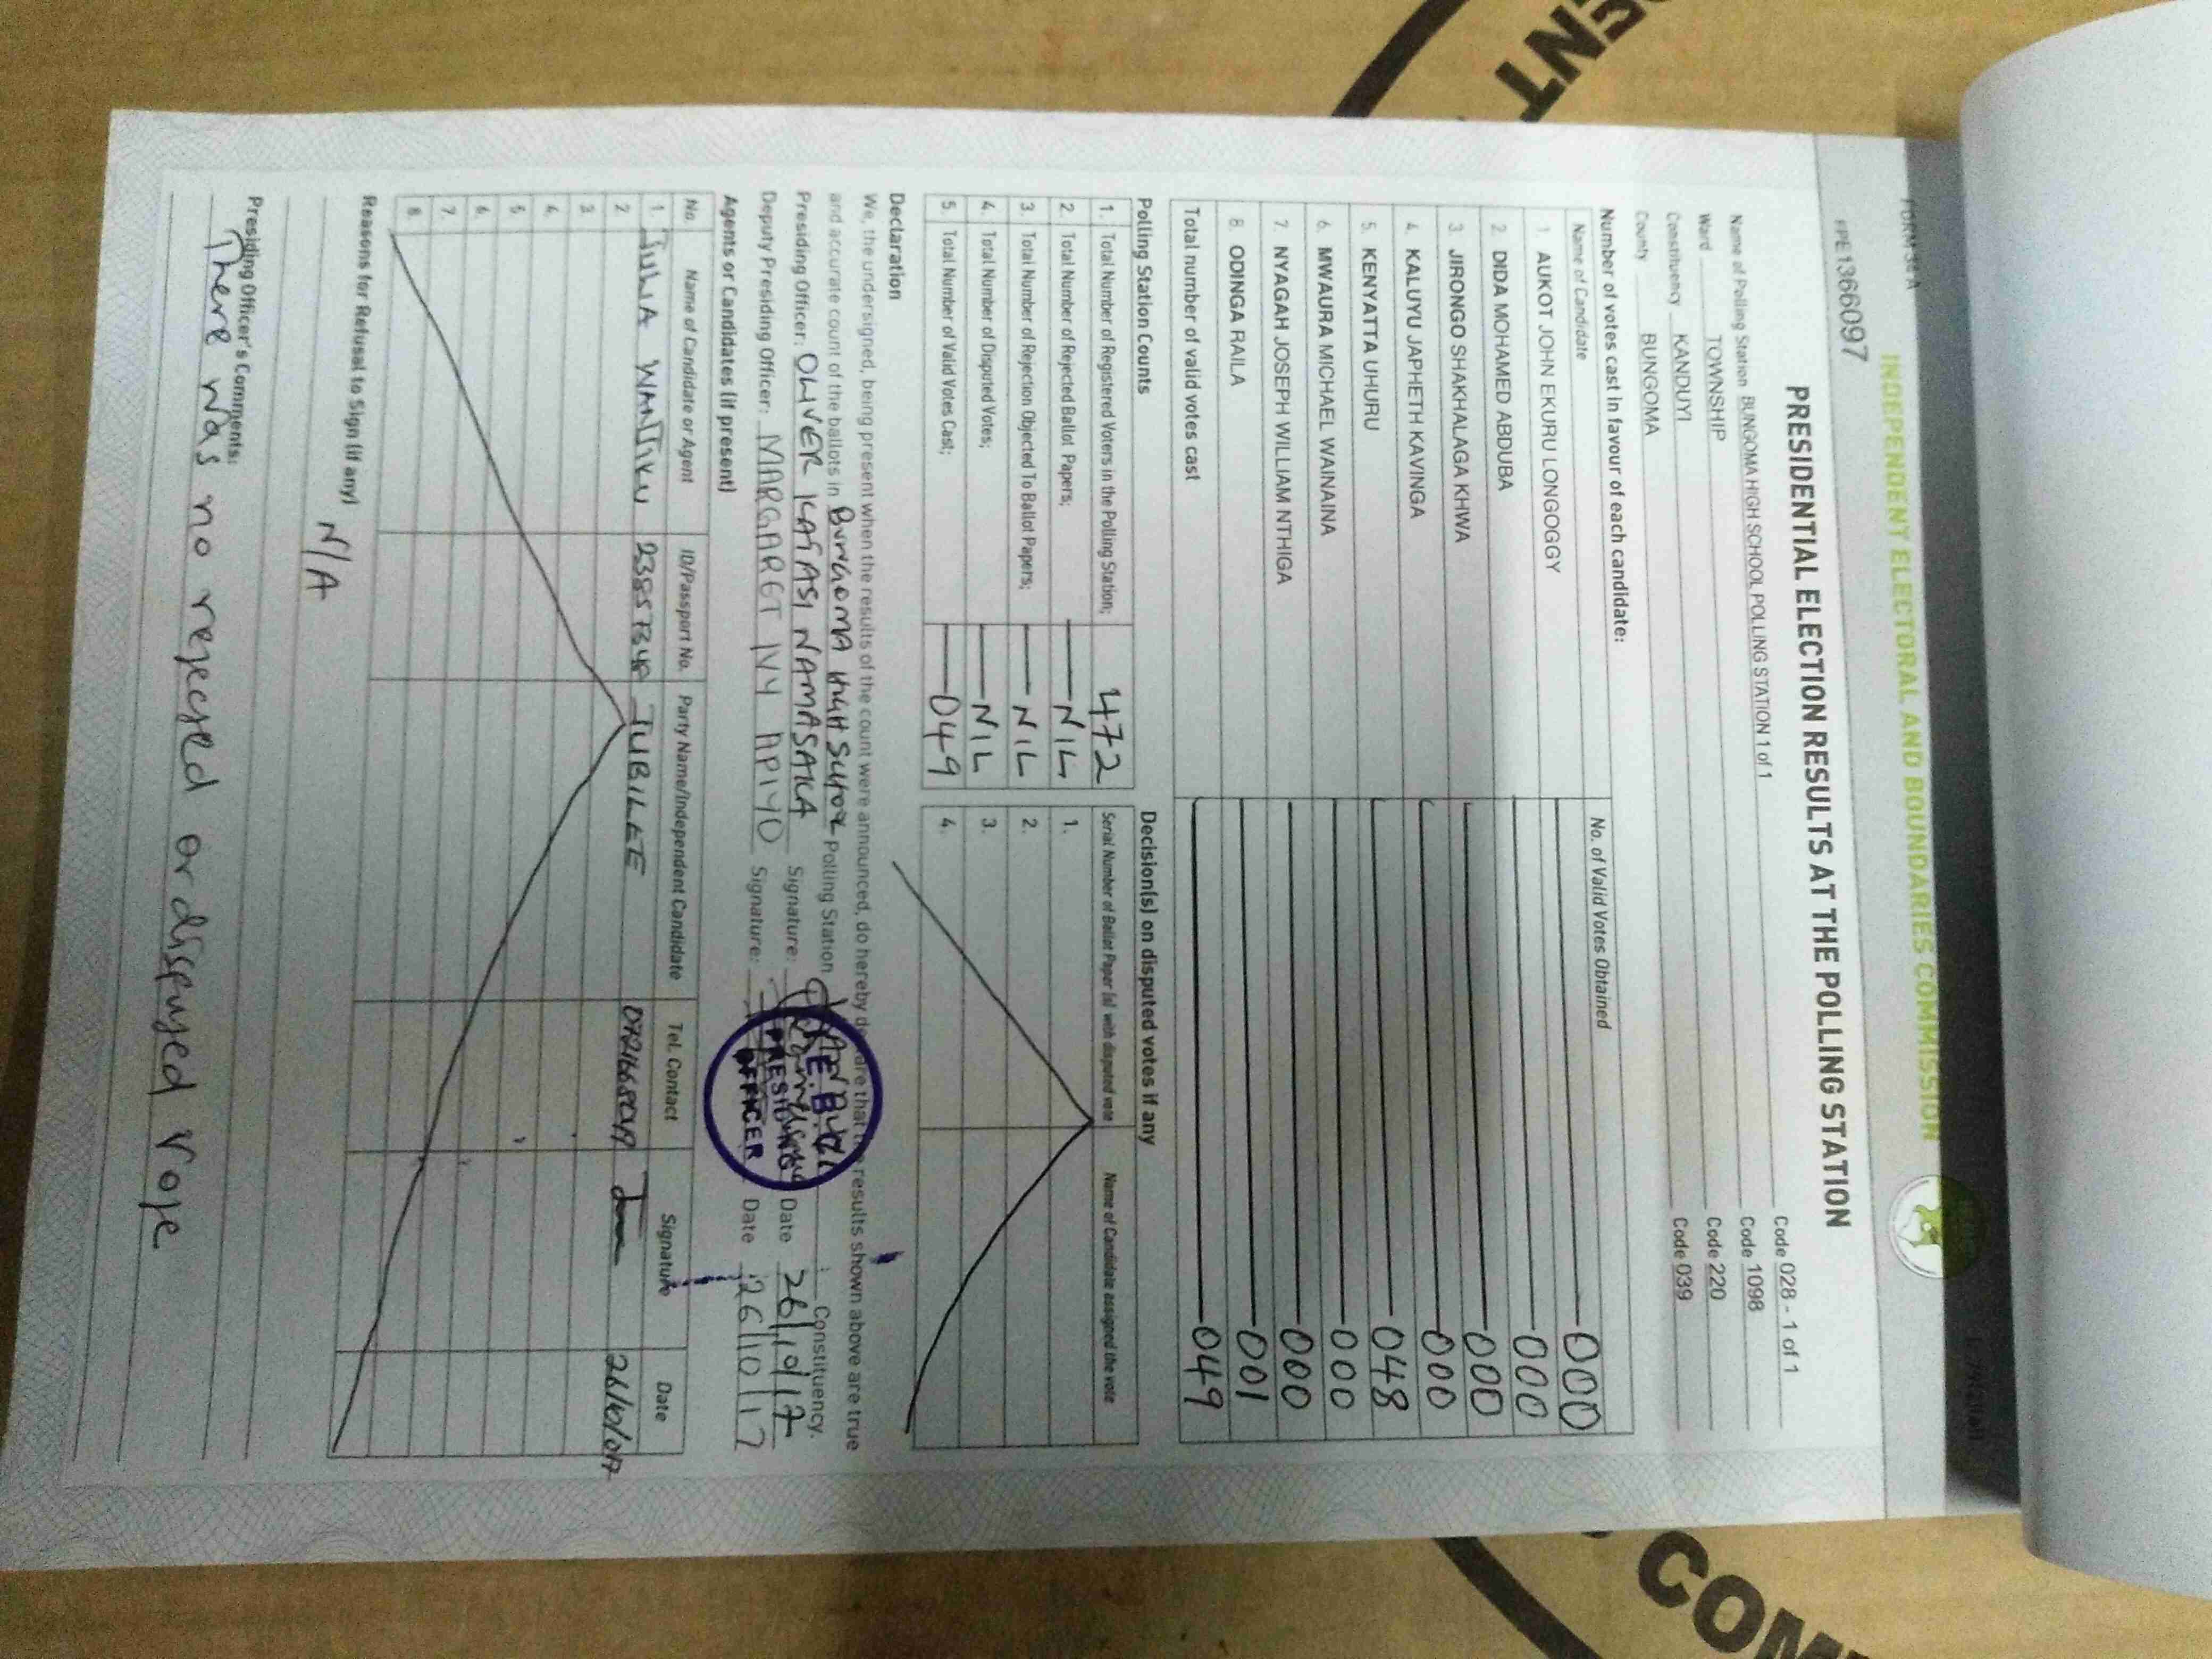 FORM 34A
INDEPENDENT ELECTORAL AND BOUNDARIES COMMISSION
PRESIDENTIAL ELECTION RESULTS AT THE POLLING STATION
Name of Polling Station BUNGOMA HIGH SCHOOL POLLING STATION 1 of 1 Code 028 - 1 of 1
Ward TOWNSHIP Code 1098
Constituency KANDUYI Code 220
County BUNGOMA Code 039
Number of votes cast in favour of each candidate:
Name of Candidate No. of Valid Votes Obtained
1 AUKOT JOHN EKURU LONGOGGY 000
2 DIDA MOHAMED ABDUBA 000
3. JIRONGO SHAKHALAGA KHWA 000
4. KALUYU JAPHETH KAVINGA 000
5. KENYATTA UHURU 048
6. MWAURA MICHAEL WAINAINA 000
7. NYAGAH JOSEPH WILLIAM NTHIGA 000
8 ODINGA RAILA 001
Total number of valid votes cast 049
Polling Station Counts Decision(s) on disputed votes if any
1. Total Number of Registered Voters in the Polling Station; 472 Serial Number of Ballot Paper (s) with disputed vote Name of Candidate assigned the vote
2. Total Number of Rejected Ballot Papers; NIL 1.
3. Total Number of Rejection Objected To Ballot Papers; NIL 2.
4. Total Number of Disputed Votes; NIL 3.
5. Total Number of Valid Votes Cast; 049 4.
Declaration
We, the undersigned, being present when the results of the count were announced, do hereby declare that the results shown above are true
and accurate count of the ballots in BUNGOMA HIGH SCHOOL Polling Station Constituency.
Presiding Officer: OLIVER NAMASAKA Signature: Date 26/10/17
Deputy Presiding Officer: MARGARET IVY APIYO Signature: Date 26/10/17
I.E.B.C
PRESIDING
OFFICER
Agents or Candidates (if present)
No. Name of Candidate or Agent ID/Passport No. Party Name/Independent Candidate Tel. Contact Signature Date
1. JULIA WANJIKU JUBILEE
2
3
4.
5
6.
7.
8.
Reasons for Refusal to Sign (if any)
N/A
Presiding Officer's Comments:
There was no rejected or disputed vote